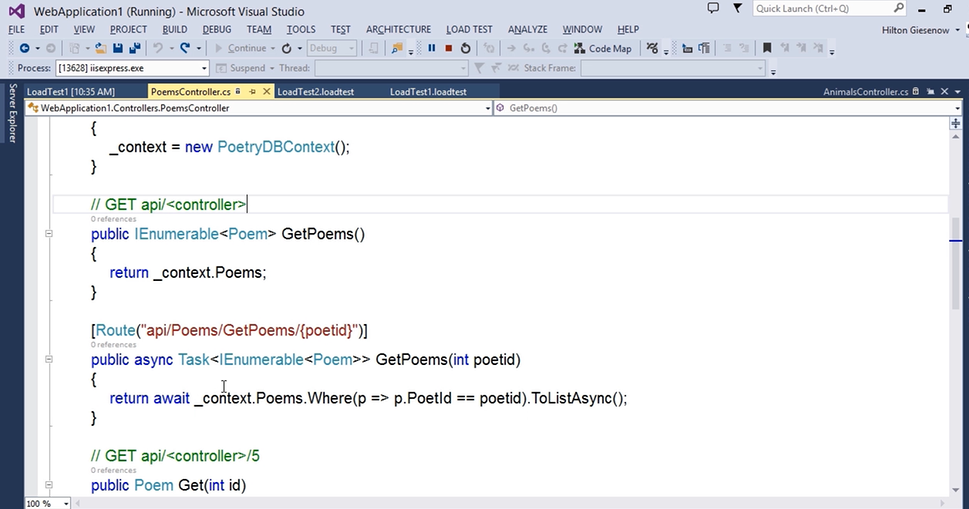 WebApplication1 (Running) - Microsoft Visual Studio
Quick Launch (Ctrl+Q)
FILE EDIT VIEW PROJECT BUILD DEBUG TEAM TOOLS TEST ARCHITECTURE LOAD TEST ANALYZE WINDOW HELP
Hilton Giesenow
Continue Debug Code Map
Process: [13628] iisexpress.exe Suspend Thread: Stack Frame:
Server Explorer
LoadTest1 [10:35 AM] PoemsController.cs LoadTest2.loadtest LoadTest1.loadtest AnimalsController.cs
WebApplication1.Controllers.PoemsController GetPoems()
{
_context = new PoetryDBContext();
}
// GET api/<controller>
0 references
public IEnumerable<Poem> GetPoems()
{
return _context.Poems;
}
[Route("api/Poems/GetPoems/{poetid}")]
0 references
public async Task<IEnumerable<Poem>> GetPoems(int poetid)
{
return await _context.Poems.Where(p => p.PoetId == poetid).ToListAsync();
}
// GET api/<controller>/5
0 references
public Poem Get(int id)
100 %